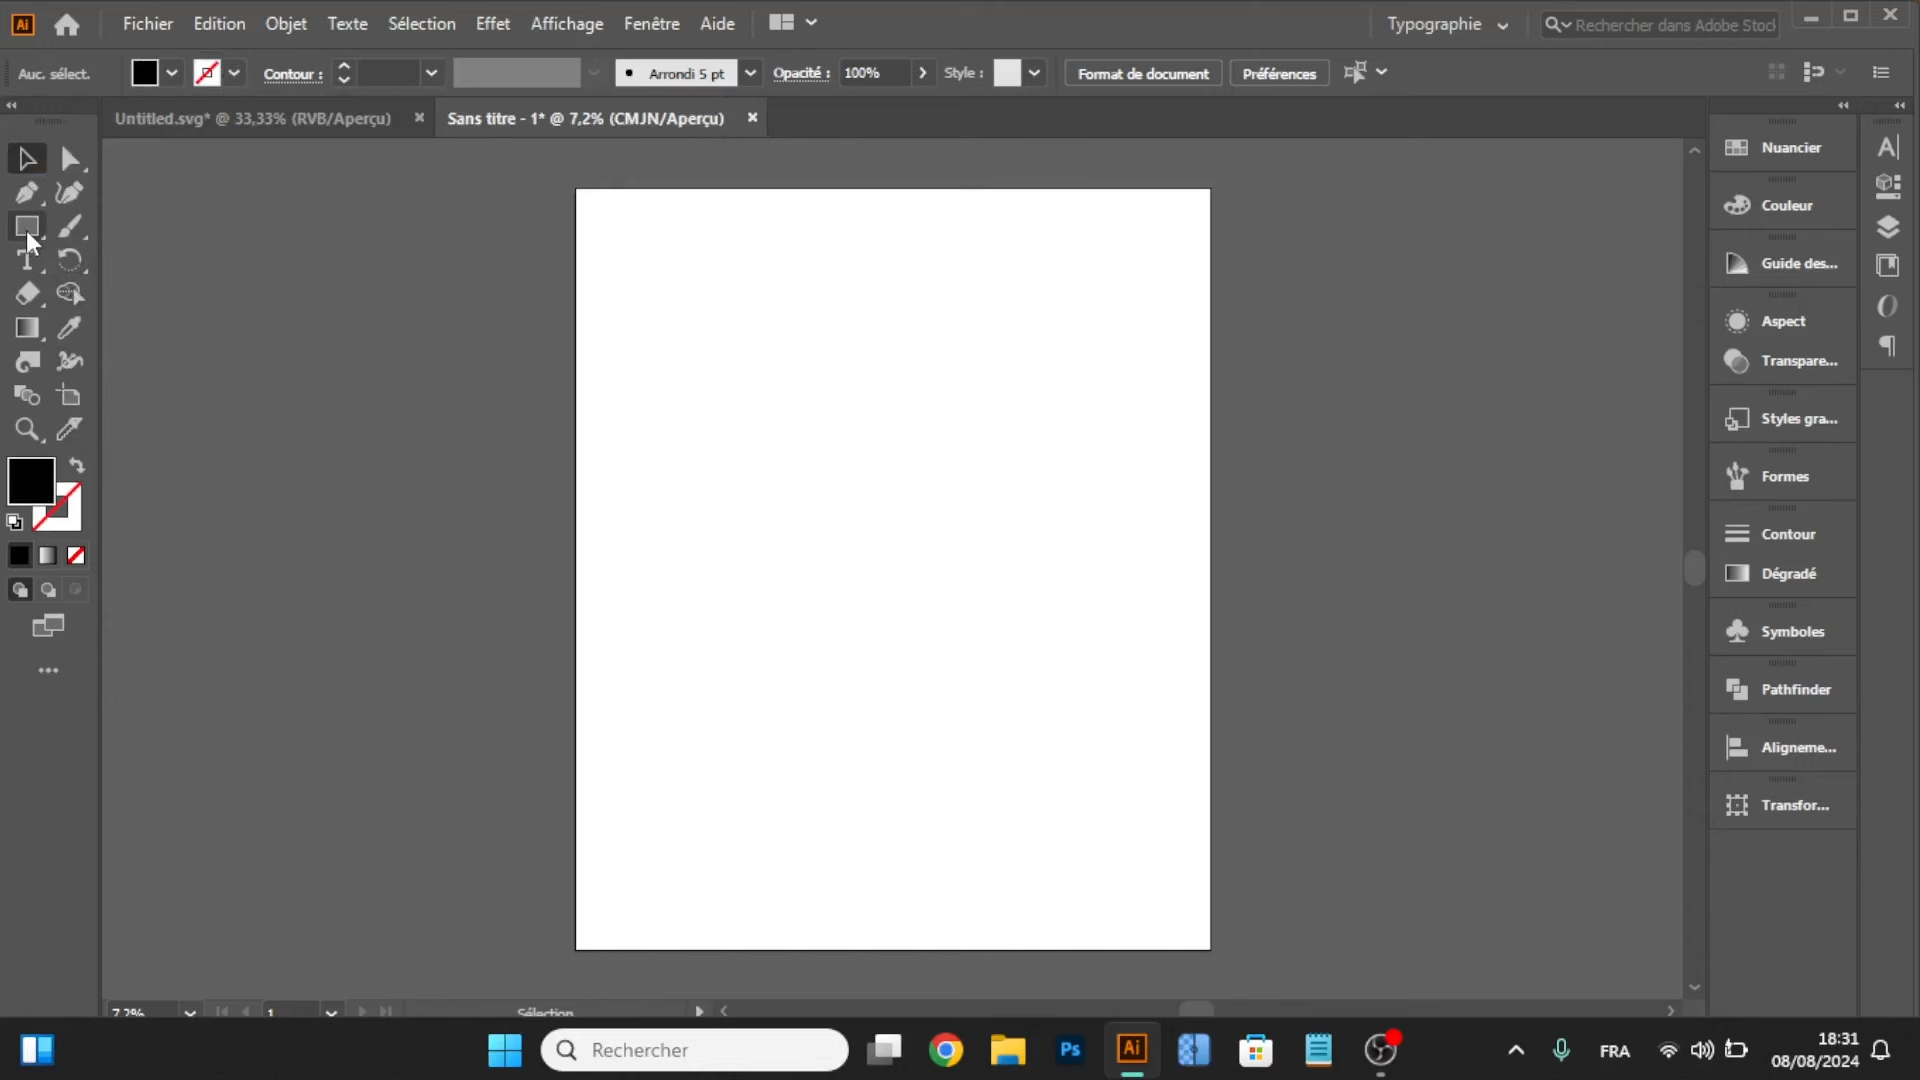 Ai Fichier Edition Objet Texte Sélection Effet Affichage Fenêtre Aide Typographie Rechercher dans Adobe Stock
Auc. sélect. Contour : Arrondi 5 pt Opacité : 100% Style : Format de document Préférences
Untitled.svg* @ 33,33% (RVB/Aperçu) Sans titre - 1* @ 7,2% (CMJN/Aperçu)
Nuancier
Couleur
Guide des...
Aspect
Transpare...
Styles gra...
Formes
Contour
Dégradé
Symboles
Pathfinder
Aligneme...
Transfor...
7,2% 1 Sélection
Rechercher Ps Ai FRA 18:31
08/08/2024